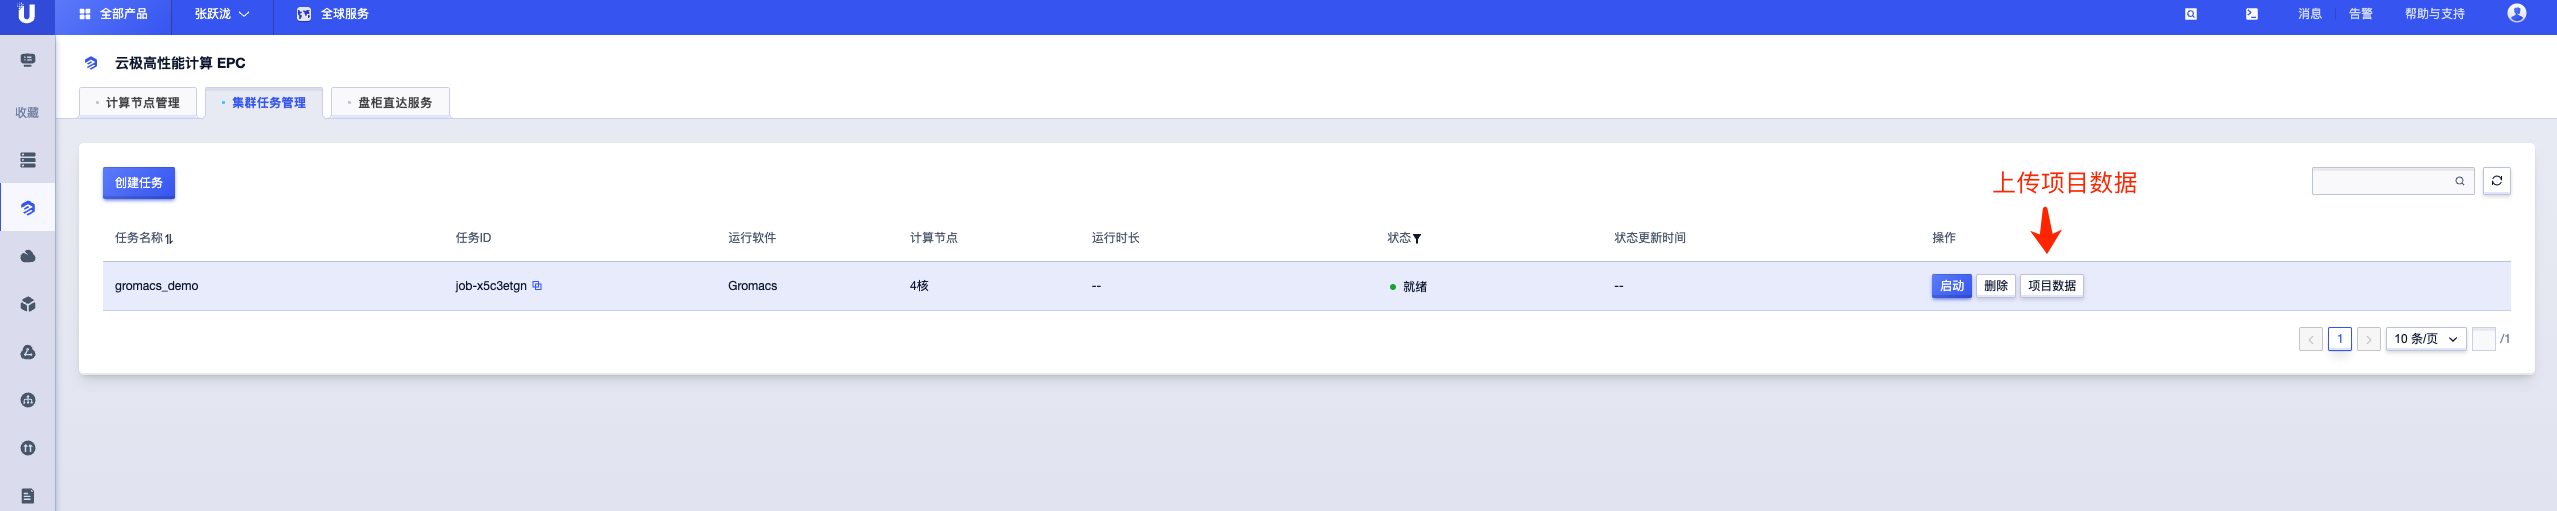 全部产品
张跃泷
全球服务
消息
告警
帮助与支持
收藏
云极高性能计算 EPC
计算节点管理
集群任务管理
盘柜直达服务
创建任务
上传项目数据
任务名称
任务ID
运行软件
计算节点
运行时长
状态
状态更新时间
操作
gromacs_demo
job-x5c3etgn
Gromacs
4核
--
就绪
--
启动
删除
项目数据
1
10 条/页
/1